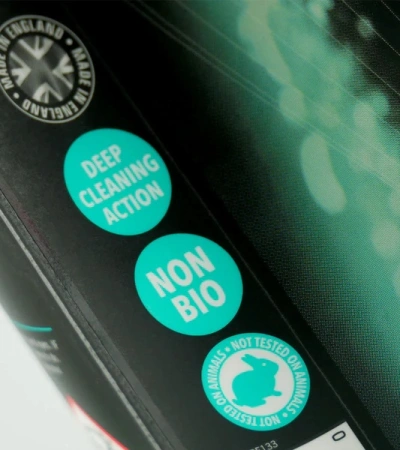 MADE IN ENGLAND • MADE IN ENGLAND •
DEEP
CLEANING
ACTION
NON
BIO
NOT TESTED ON ANIMALS • NOT TESTED ON ANIMALS •
0